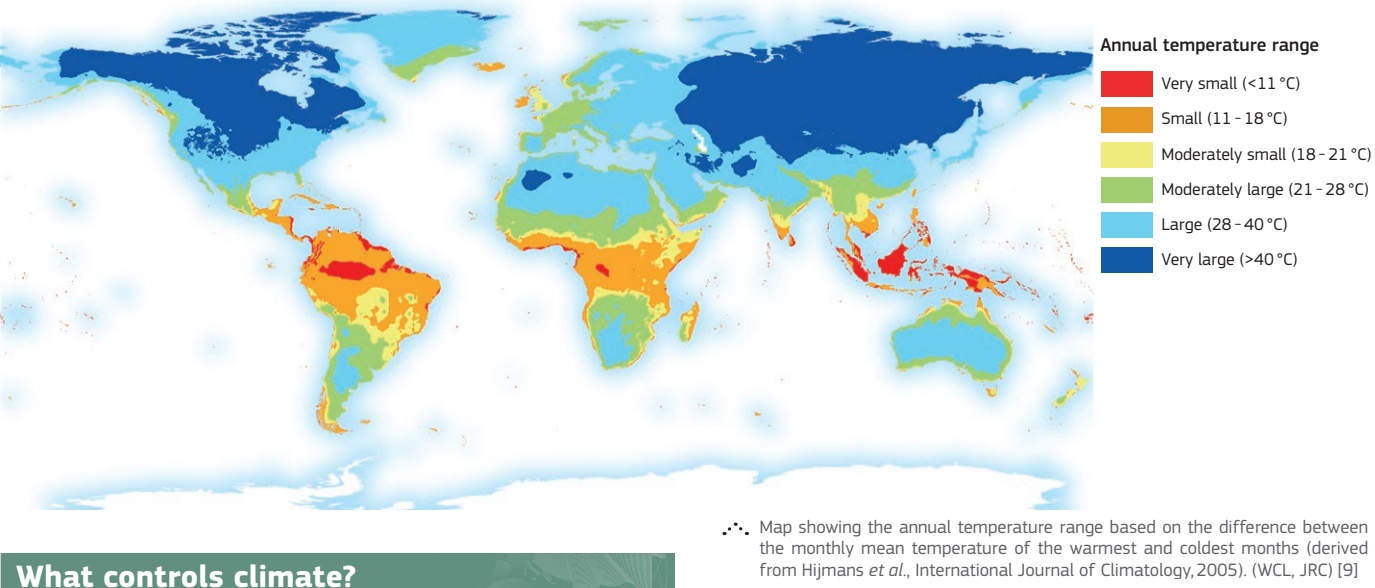 Annual temperature range
Very small (<11 °C)
Small (11 - 18 °C)
Moderately small (18 - 21 °C)
Moderately large (21 - 28 °C)
Large (28 - 40 °C)
Very large (>40 °C)
Map showing the annual temperature range based on the difference between
the monthly mean temperature of the warmest and coldest months (derived
from Hijmans et al., International Journal of Climatology, 2005). (WCL, JRC) [9]
What controls climate?